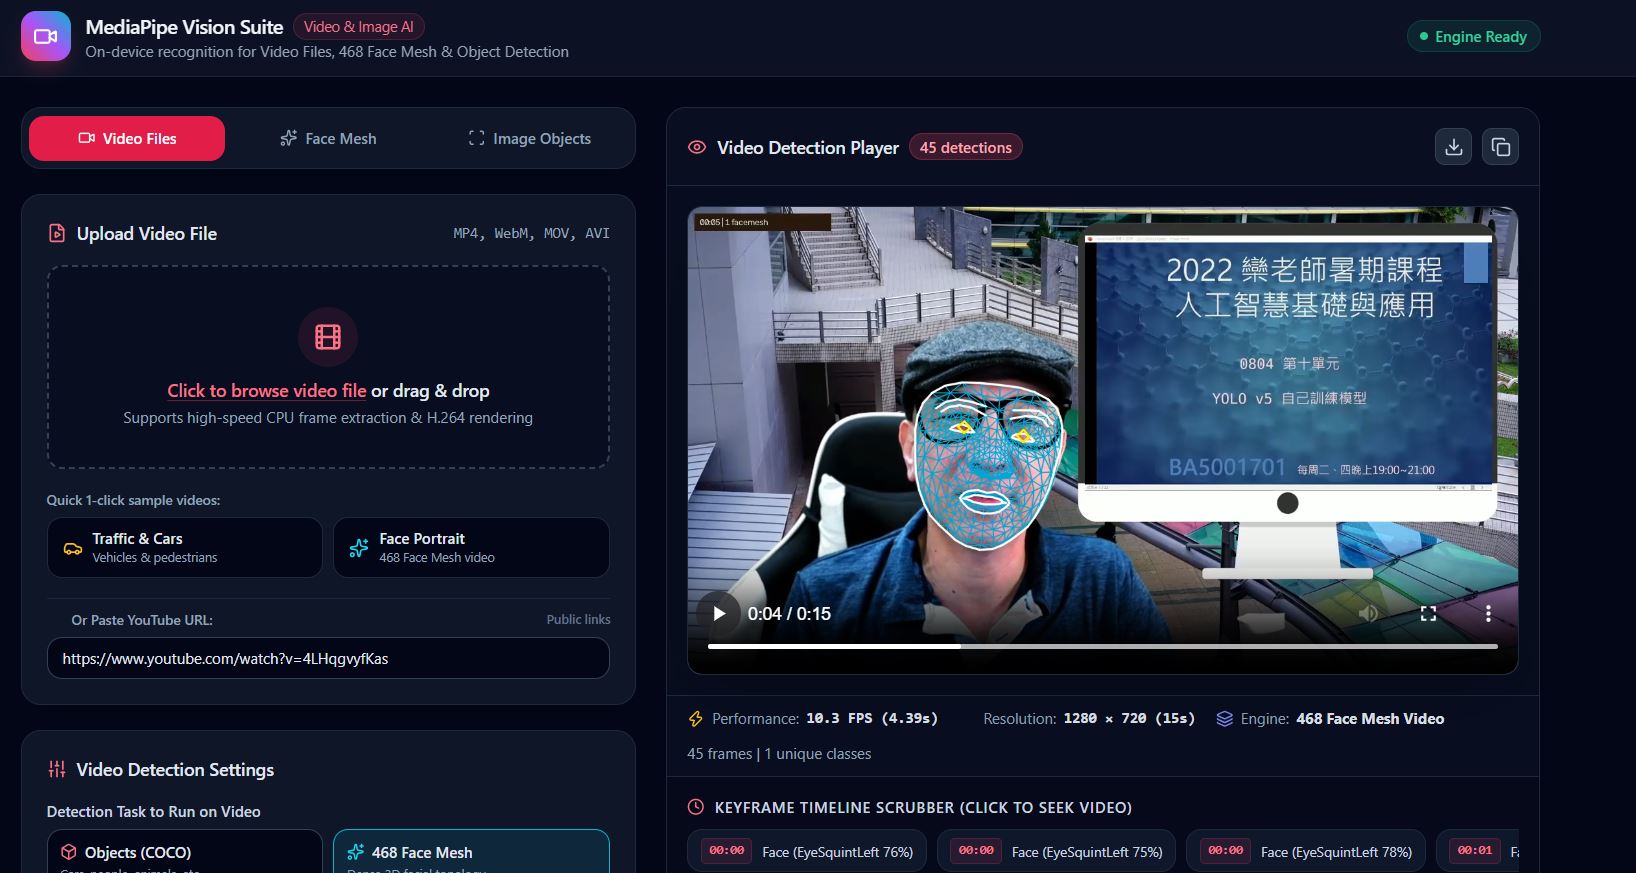 MediaPipe Vision Suite
Video & Image AI
On-device recognition for Video Files, 468 Face Mesh & Object Detection
Engine Ready
Video Files
Face Mesh
Image Objects
Upload Video File
MP4, WebM, MOV, AVI
Click to browse video file or drag & drop
Supports high-speed CPU frame extraction & H.264 rendering
Quick 1-click sample videos:
Traffic & Cars
Vehicles & pedestrians
Face Portrait
468 Face Mesh video
Or Paste YouTube URL:
Public links
https://www.youtube.com/watch?v=4LHqgvyfKas
Video Detection Settings
Detection Task to Run on Video
Objects (COCO)
468 Face Mesh
Video Detection Player
45 detections
00:05 | 1 facemesh
2022 欒老師暑期課程
人工智慧基礎與應用
0804 第十單元
YOLO v5 自己訓練模型
BA5001701 每周二、四晚上19:00~21:00
0:04 / 0:15
Performance: 10.3 FPS (4.39s)
Resolution: 1280 × 720 (15s)
Engine: 468 Face Mesh Video
45 frames | 1 unique classes
KEYFRAME TIMELINE SCRUBBER (CLICK TO SEEK VIDEO)
00:00 Face (EyeSquintLeft 76%)
00:00 Face (EyeSquintLeft 75%)
00:00 Face (EyeSquintLeft 78%)
00:01